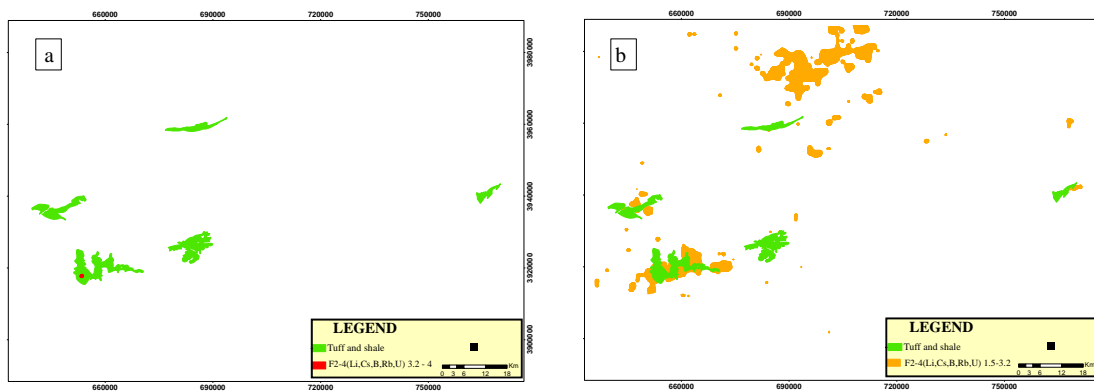 660000 690000 720000 750000
a
3980000
3960000
3940000
3920000
3900000
LEGEND
Tuff and shale
F2-4(Li,Cs,B,Rb,U) 3.2 - 4
0 3 6 12 18 Km
660000 690000 720000 750000
660000 690000 720000 750000
b
LEGEND
Tuff and shale
F2-4(Li,Cs,B,Rb,U) 1.5-3.2
0 3 6 12 18 Km
660000 690000 720000 750000